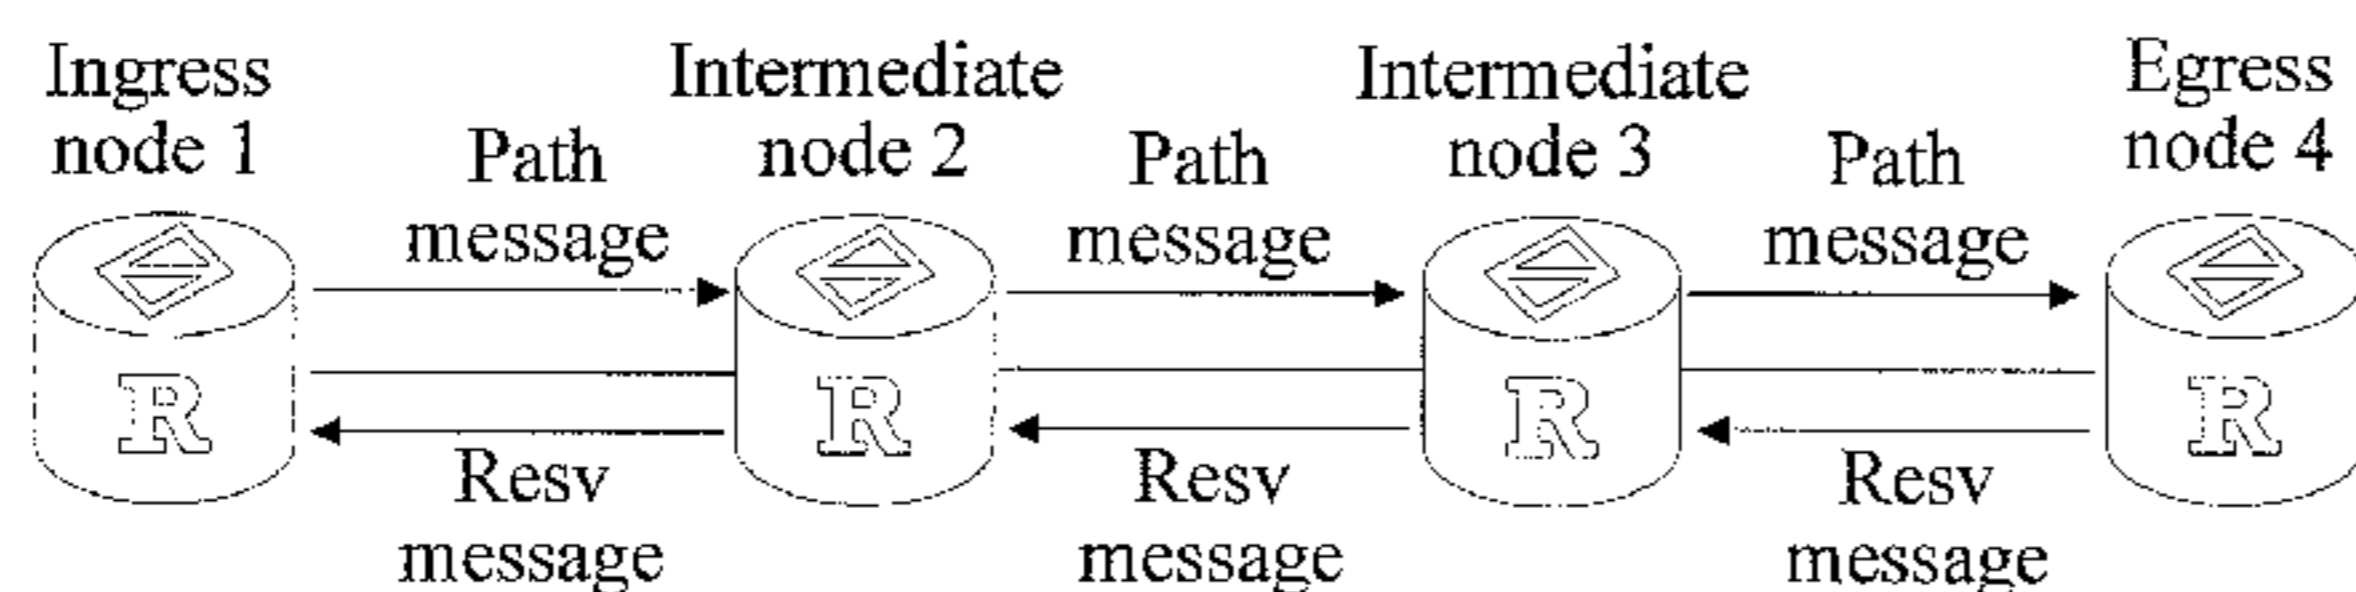 Ingress
node 1
Path
message
Intermediate
node 2
Path
message
Intermediate
node 3
Path
message
Egress
node 4
R
R
R
R
Resv
message
Resv
message
Resv
message